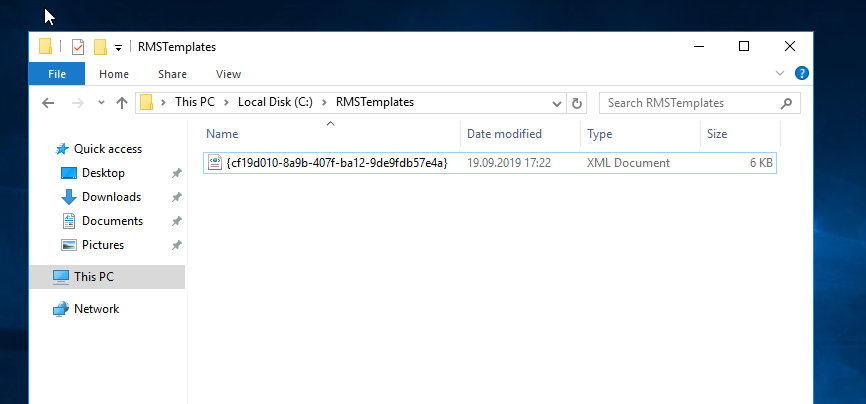 RMSTemplates
File Home Share View
This PC Local Disk (C:) RMSTemplates Search RMSTemplates
Name Date modified Type Size
Quick access
{cf19d010-8a9b-407f-ba12-9de9fdb57e4a} 19.09.2019 17:22 XML Document 6 KB
Desktop
Downloads
Documents
Pictures
This PC
Network